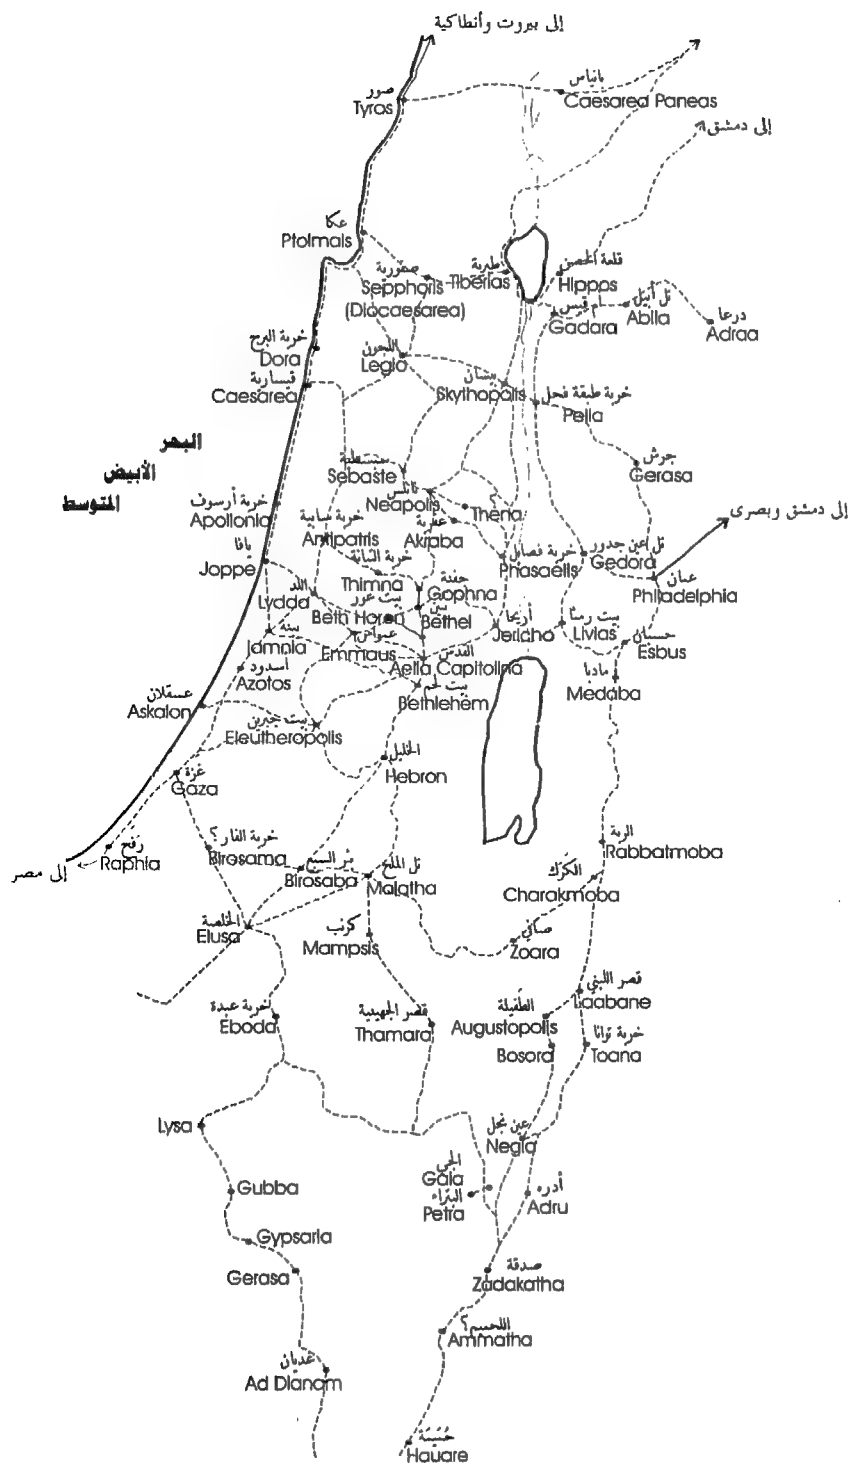 إلى بيروت وأنطاكية
صور
Tyros
بانياس
Caesarea Paneas
إلى دمشق
عكا
Ptolmais
صفورية
Sepphoris
(Diocaesarea)
طبرية
Tiberias
قلعة الحصن
Hippos
أم قيس
Gadara
تل أبيل
Abila
درعا
Adraa
خربة البرج
Dora
اللجون
Legio
قيسارية
Caesarea
بيسان
Skythopolis
خربة طبقة فحل
Pella
البحر
الأبيض
المتوسط
جرش
Gerasa
سبسطية
Sebaste
نابلس
Neapolis
؟
Thena
خربة أرسوف
Apollonia
خربة
Antipatris
عقربة
Akraba
إلى دمشق وبصرى
يافا
Joppe
خربة التبانة
Thimna
خربة فصايل
Phasaelis
تل عين جدور
Gedora
عمان
Philadelphia
اللد
Lydda
جفنة
Gophna
بيت عور
Beth Horon
بيتين
Bethel
أريحا
Jericho
بيت رمثا
Livias
حسبان
Esbus
يبنة
Iamnia
عمواس
Emmaus
القدس
Aelia Capitolina
أسدود
Azotos
بيت لحم
Bethlehem
مادبا
Medaba
عسقلان
Askalon
بيت جبرين
Eleutheropolis
الخليل
Hebron
غزة
Gaza
رفح
Raphia
إلى مصر
خربة الفار؟
Birosama
بئر السبع
Birosaba
تل الملح
Malatha
الربة
Rabbatmoba
الكرك
Charakmoba
الخلصة
Elusa
كرنب
Mampsis
صافي
Zoara
قصر اللبني
Laabane
خربة عبدة
Eboda
قصر الجهينية
Thamara
الطفيلة
Augustopolis
Bosora
خربة توانا
Toana
Lysa
عين نجل
Negla
الجي
Gaia
البتراء
Petra
أدره
Adru
Gubba
Gypsaria
Gerasa
صدقة
Zadakatha
؟
Ammatha
غديان
Ad Dianam
Hauare